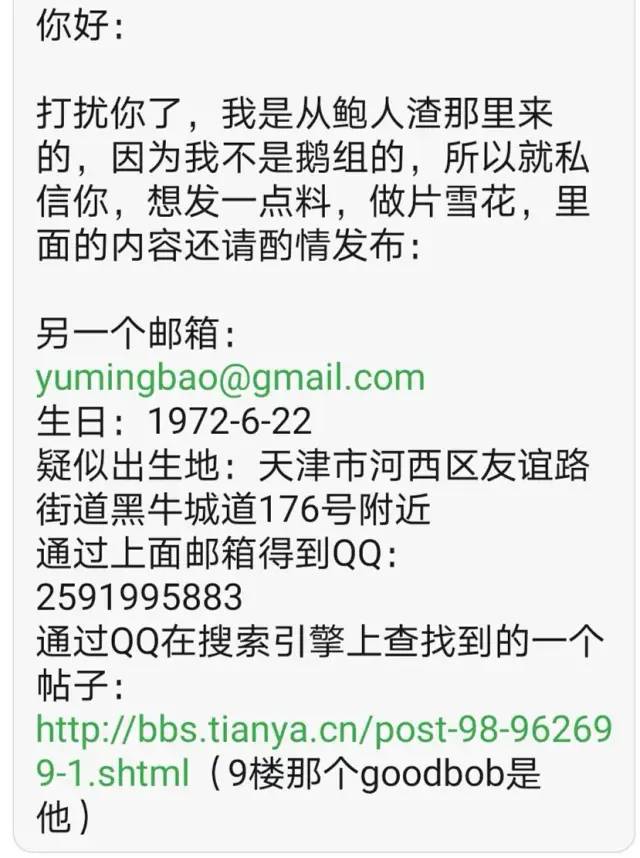 你好：
打扰你了，我是从鲍人渣那里来
的，因为我不是鹅组的，所以就私
信你，想发一点料，做片雪花，里
面的内容还请酌情发布：
另一个邮箱：
yumingbao@gmail.com
生日：1972-6-22
疑似出生地：天津市河西区友谊路
街道黑牛城道176号附近
通过上面邮箱得到QQ：
2591995883
通过QQ在搜索引擎上查找到的一个
帖子：
http://bbs.tianya.cn/post-98-96269
9-1.shtml（9楼那个goodbob是
他）